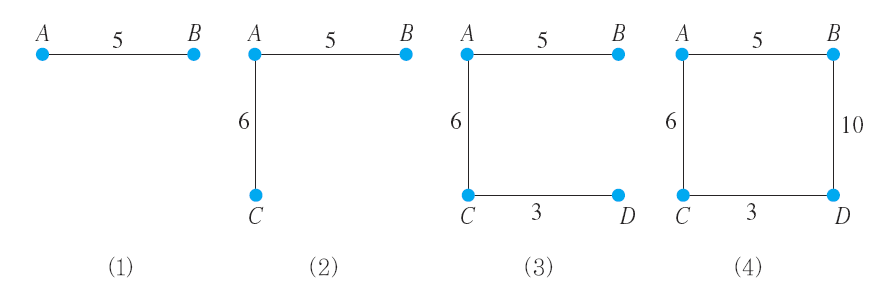 A 5 B A 5 B A 5 B A 5 B
6 6 6 10
C C 3 D C 3 D
(1) (2) (3) (4)